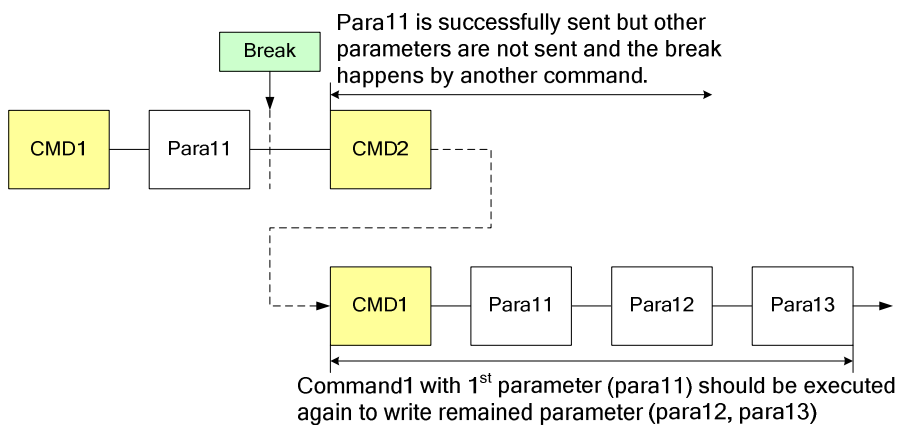 Para11 is successfully sent but other
parameters are not sent and the break
happens by another command.
Break
CMD1
Para11
CMD2
CMD1
Para11
Para12
Para13
Command1 with 1st parameter (para11) should be executed
again to write remained parameter (para12, para13)